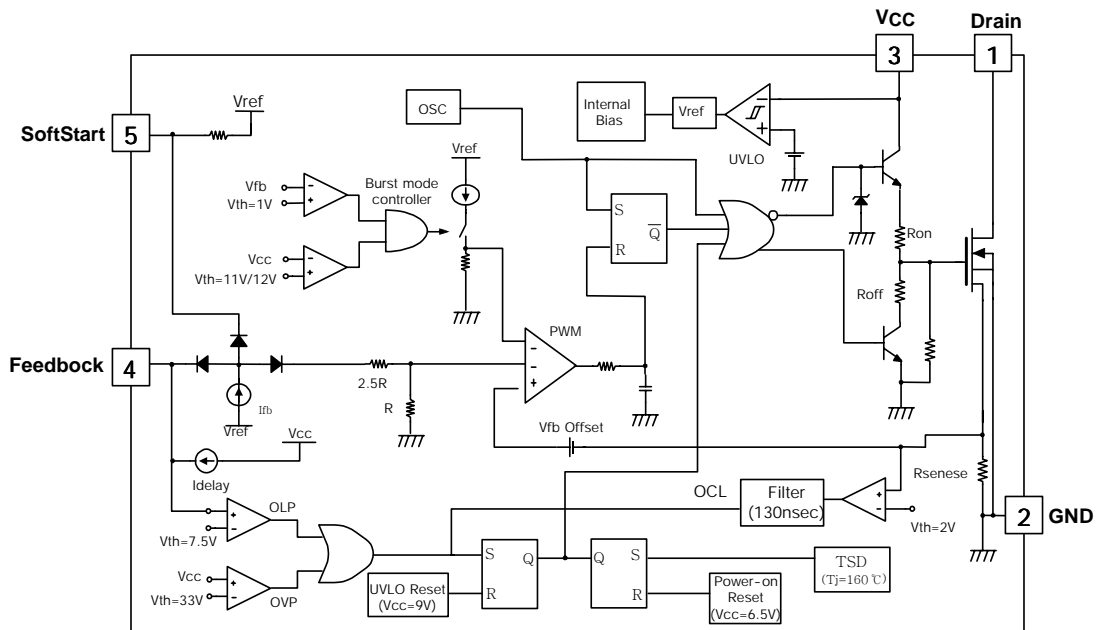 VCC
Drain
3
1
SoftStart
5
Vref
OSC
Internal
Bias
Vref
UVLO
Vfb
Vth=1V
Vcc
Vth=11V/12V
Burst mode
controller
Vref
S
R
Q
Ron
Roff
Feedbock
4
Ifb
Vref
2.5R
R
PWM
Vcc
Idelay
Vfb Offset
Rsenese
OCL
Filter
(130nsec)
Vth=2V
2
GND
Vth=7.5V
OLP
Vcc
Vth=33V
OVP
UVLO Reset
(Vcc=9V)
S
R
Q
Q
S
R
TSD
(Tj=160℃)
Power-on
Reset
(Vcc=6.5V)